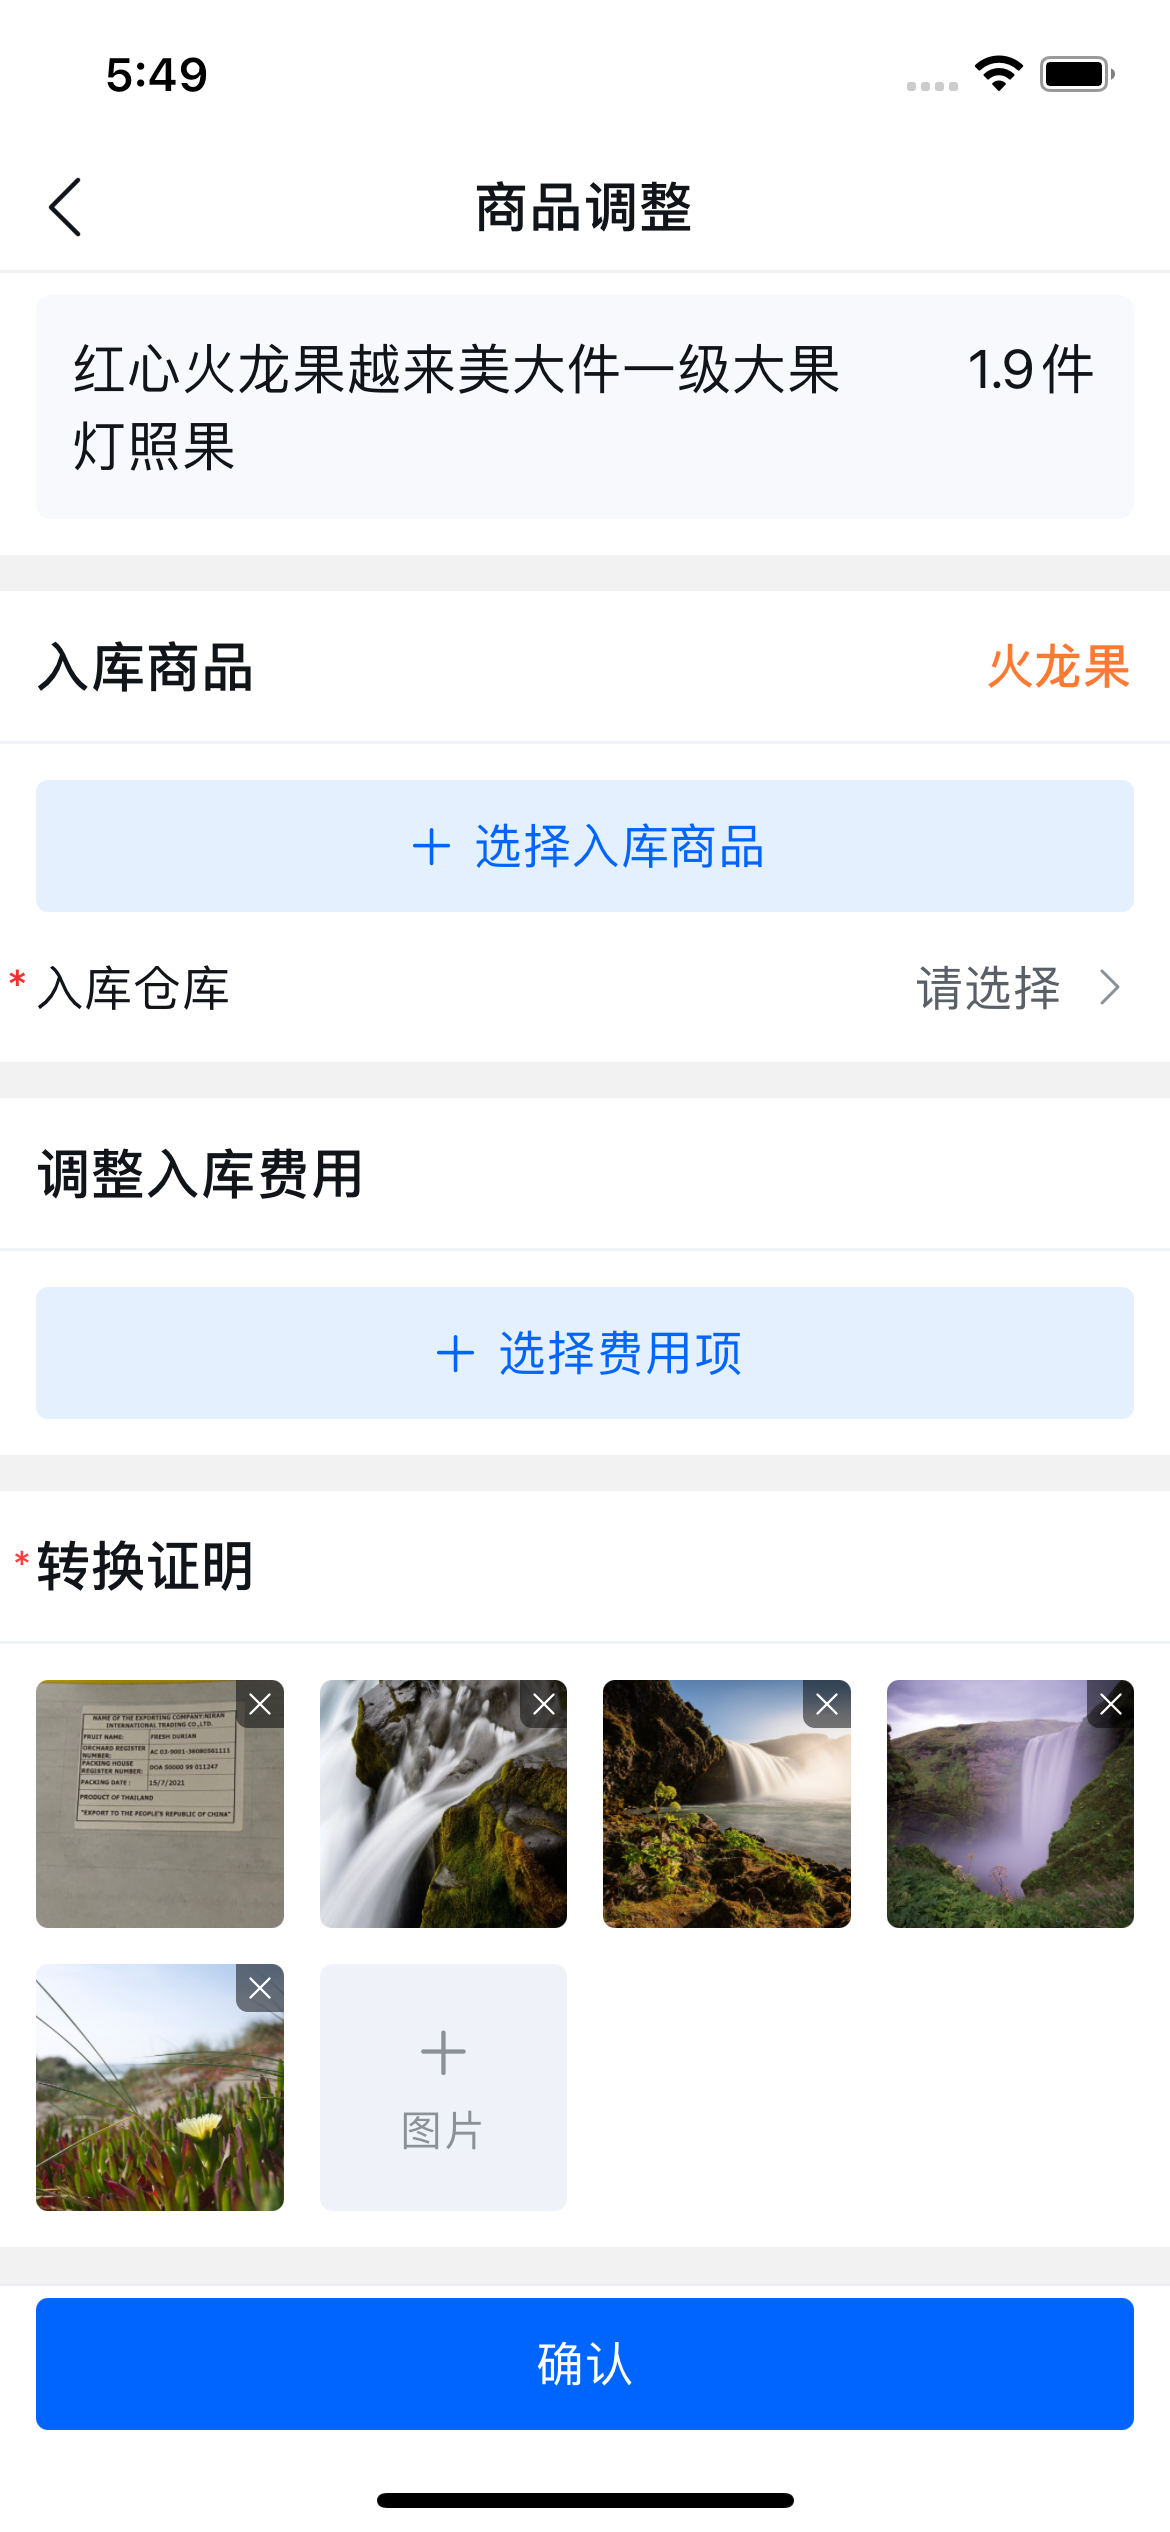 5:49
商品调整
红心火龙果越来美大件一级大果 1.9件
灯照果
入库商品 火龙果
+ 选择入库商品
* 入库仓库 请选择
调整入库费用
+ 选择费用项
* 转换证明
NAME OF THE EXPORTING COMPANY:NIRAN
INTERNATIONAL TRADING CO.,LTD.
FRUIT NAME: FRESH DURIAN
ORCHARD REGISTER NUMBER: AC 03-9001-36080561111
PACKING HOUSE REGISTER NUMBER: DOA 50000 99 011247
PACKING DATE : 15/7/2021
PRODUCT OF THAILAND
"EXPORT TO THE PEOPLE'S REPUBLIC OF CHINA"
图片
确认